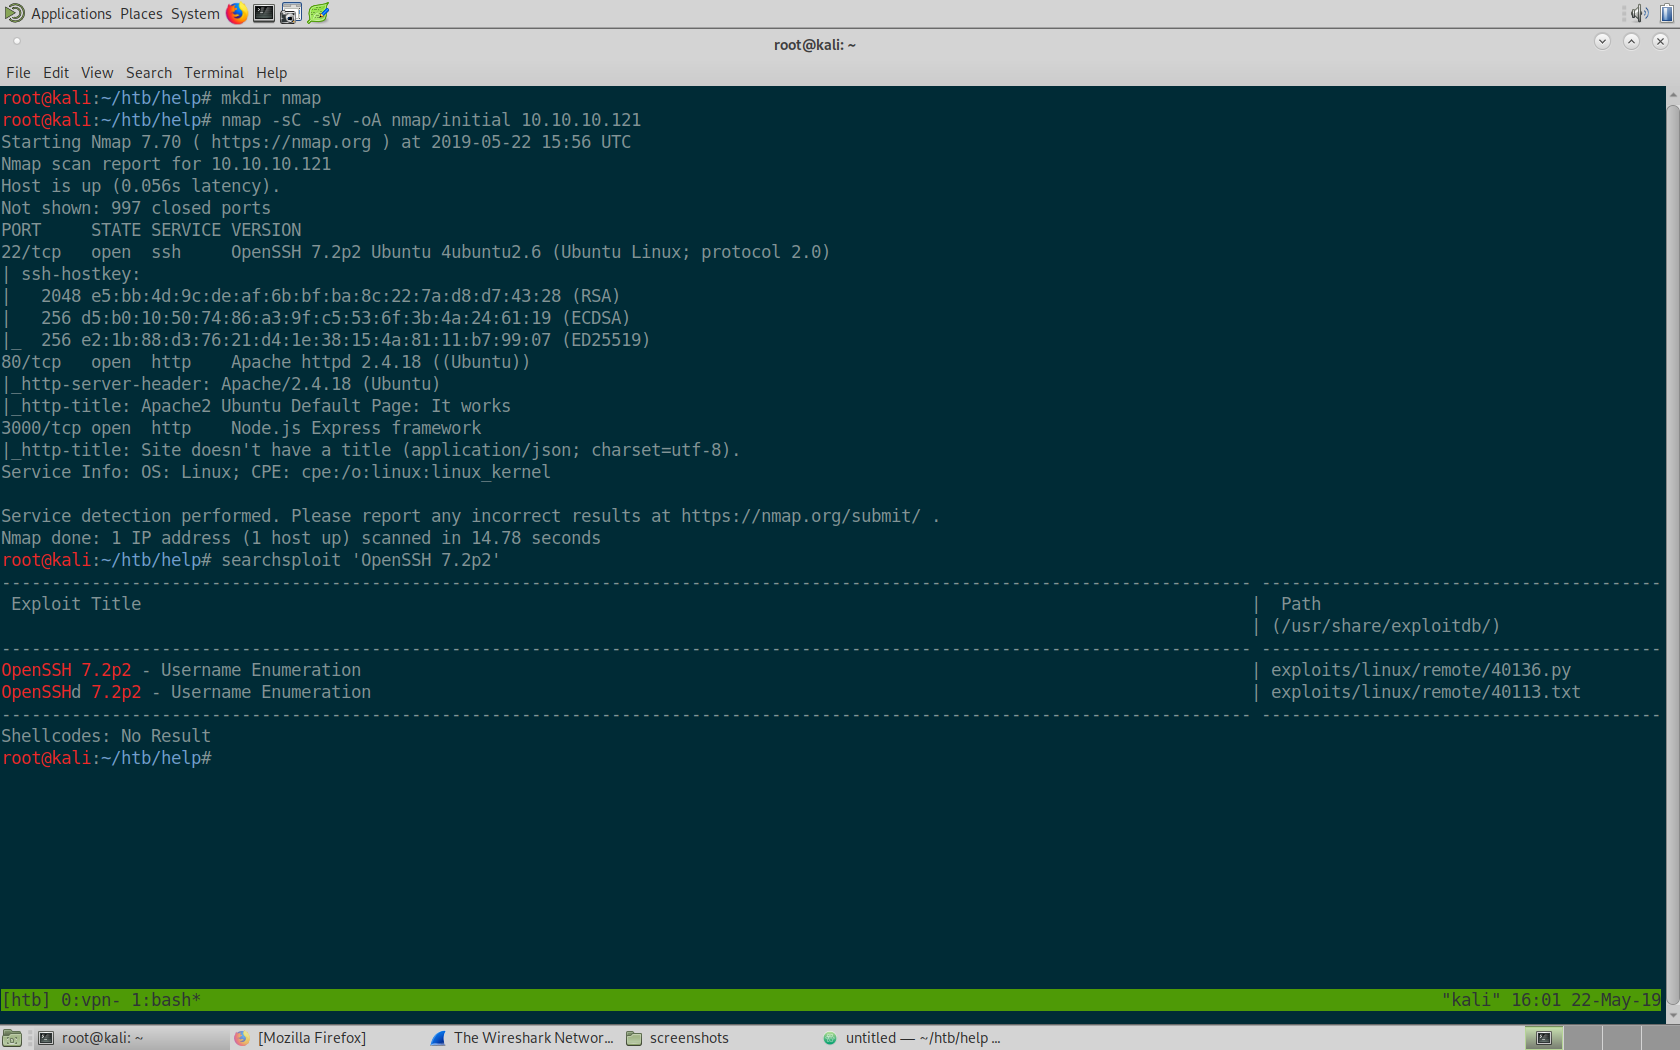 Applications Places System
root@kali: ~
File Edit View Search Terminal Help
root@kali:~/htb/help# mkdir nmap
root@kali:~/htb/help# nmap -sC -sV -oA nmap/initial 10.10.10.121
Starting Nmap 7.70 ( https://nmap.org ) at 2019-05-22 15:56 UTC
Nmap scan report for 10.10.10.121
Host is up (0.056s latency).
Not shown: 997 closed ports
PORT     STATE SERVICE VERSION
22/tcp   open  ssh     OpenSSH 7.2p2 Ubuntu 4ubuntu2.6 (Ubuntu Linux; protocol 2.0)
| ssh-hostkey:
|   2048 e5:bb:4d:9c:de:af:6b:bf:ba:8c:22:7a:d8:d7:43:28 (RSA)
|   256 d5:b0:10:50:74:86:a3:9f:c5:53:6f:3b:4a:24:61:19 (ECDSA)
|_  256 e2:1b:88:d3:76:21:d4:1e:38:15:4a:81:11:b7:99:07 (ED25519)
80/tcp   open  http    Apache httpd 2.4.18 ((Ubuntu))
|_http-server-header: Apache/2.4.18 (Ubuntu)
|_http-title: Apache2 Ubuntu Default Page: It works
3000/tcp open  http    Node.js Express framework
|_http-title: Site doesn't have a title (application/json; charset=utf-8).
Service Info: OS: Linux; CPE: cpe:/o:linux:linux_kernel
Service detection performed. Please report any incorrect results at https://nmap.org/submit/ .
Nmap done: 1 IP address (1 host up) scanned in 14.78 seconds
root@kali:~/htb/help# searchsploit 'OpenSSH 7.2p2'
----------------------------------------------------------------------------------------------------------------------------- ----------------------------------------
Exploit Title | Path
| (/usr/share/exploitdb/)
----------------------------------------------------------------------------------------------------------------------------- ----------------------------------------
OpenSSH 7.2p2 - Username Enumeration | exploits/linux/remote/40136.py
OpenSSHd 7.2p2 - Username Enumeration | exploits/linux/remote/40113.txt
----------------------------------------------------------------------------------------------------------------------------- ----------------------------------------
Shellcodes: No Result
root@kali:~/htb/help#
[htb] 0:vpn- 1:bash* "kali" 16:01 22-May-19
root@kali: ~ [Mozilla Firefox] The Wireshark Networ... screenshots untitled — ~/htb/help ...